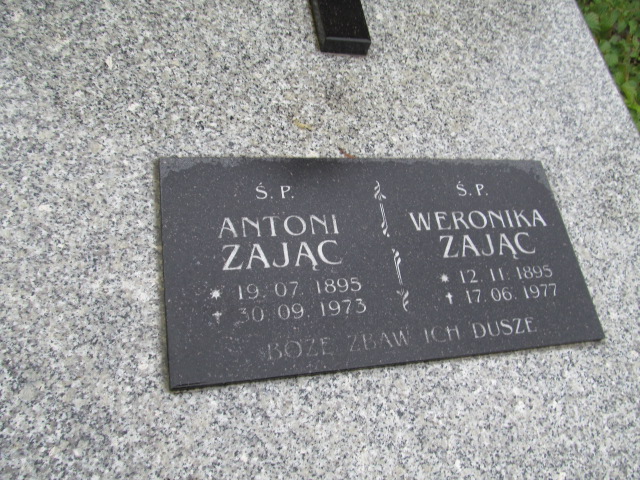 Ś. P.
ANTONI
ZAJĄC
* 19. 07. 1895
✝ 30. 09. 1973
Ś. P.
WERONIKA
ZAJĄC
* 12. 11. 1895
✝ 17. 06. 1977
BOŻE ZBAW ICH DUSZE